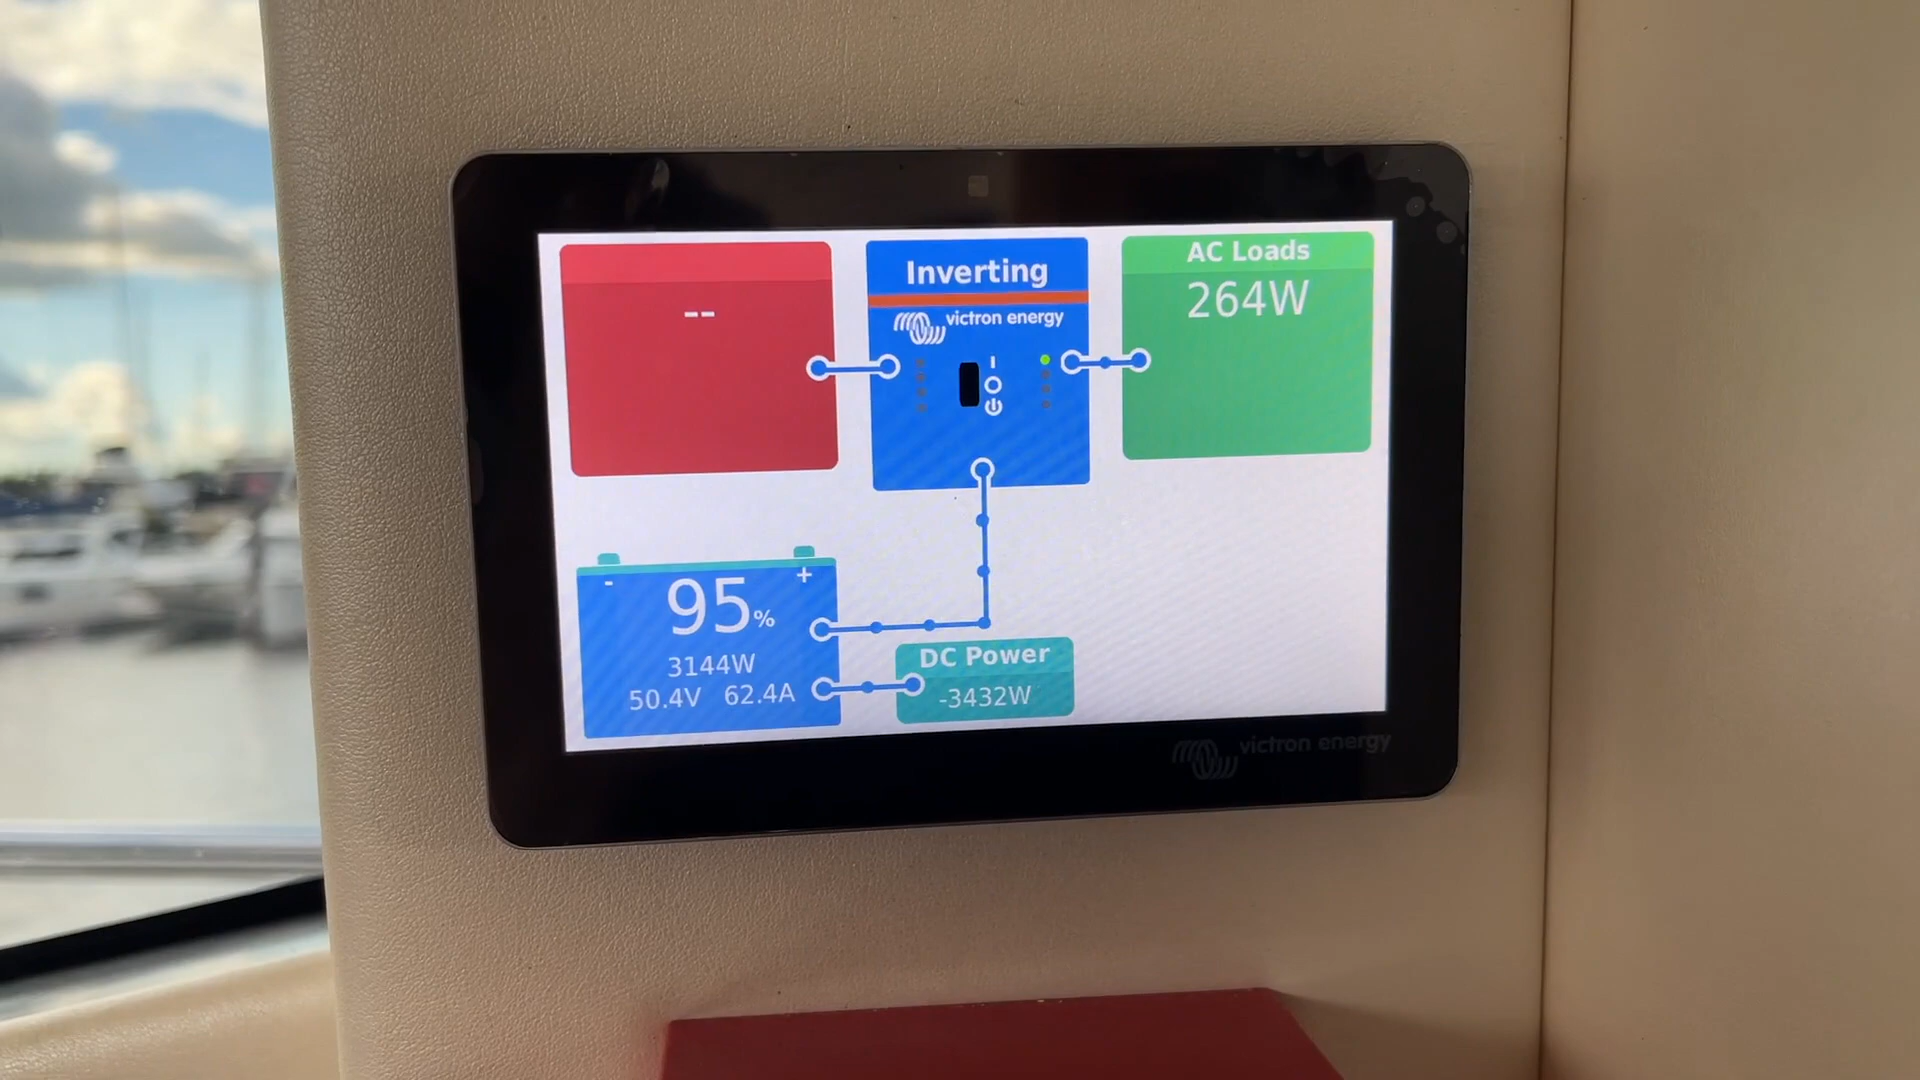 --
Inverting
victron energy
AC Loads
264W
- +
95%
3144W
50.4V 62.4A
DC Power
-3432W
victron energy